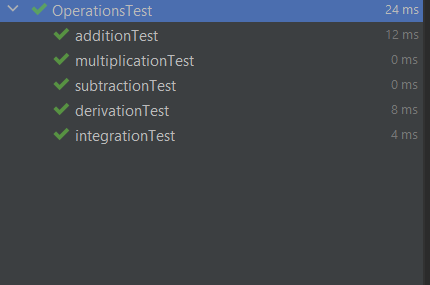 OperationsTest 24 ms
additionTest 12 ms
multiplicationTest 0 ms
subtractionTest 0 ms
derivationTest 8 ms
integrationTest 4 ms